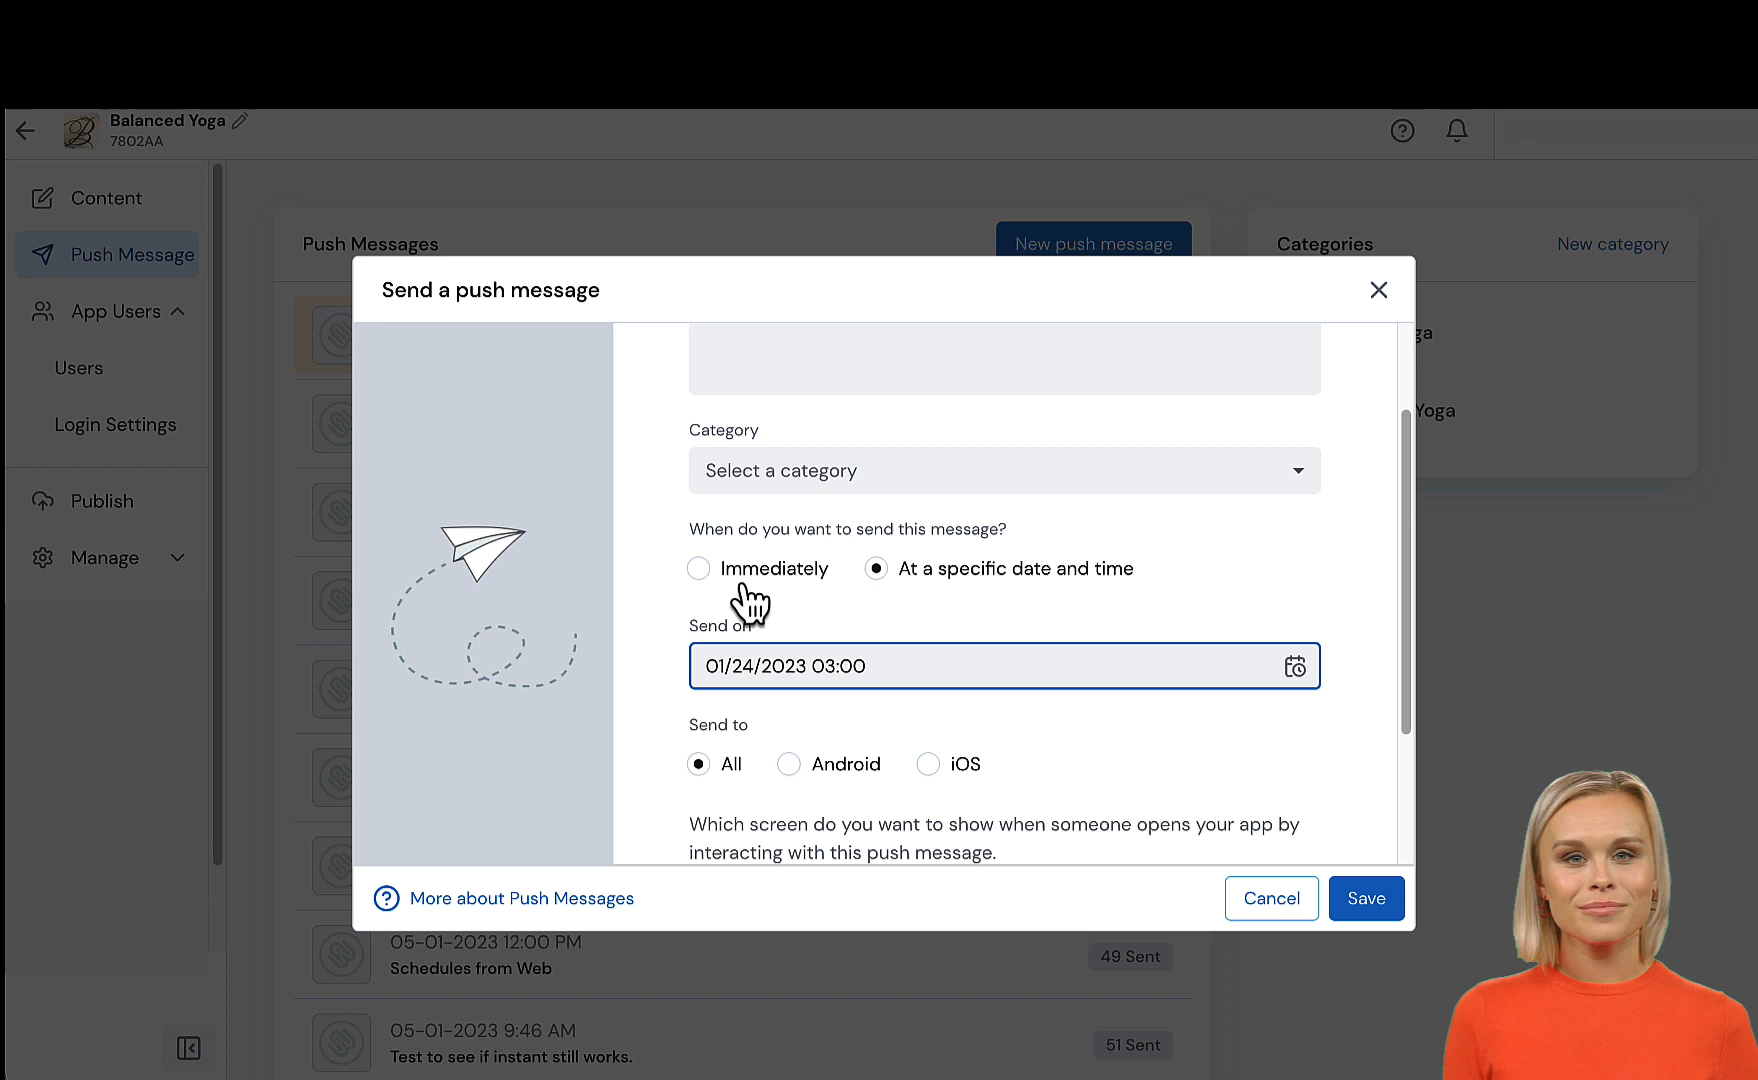 Balanced Yoga
7802AA
Content
Push Message
App Users
Users
Login Settings
Publish
Manage
Push Messages
New push message
Categories
New category
ga
Yoga
Send a push message
Category
Select a category
When do you want to send this message?
Immediately
At a specific date and time
Send on
01/24/2023 03:00
Send to
All
Android
iOS
Which screen do you want to show when someone opens your app by
interacting with this push message.
More about Push Messages
Cancel
Save
05-01-2023 12:00 PM
Schedules from Web
49 Sent
05-01-2023 9:46 AM
Test to see if instant still works.
51 Sent